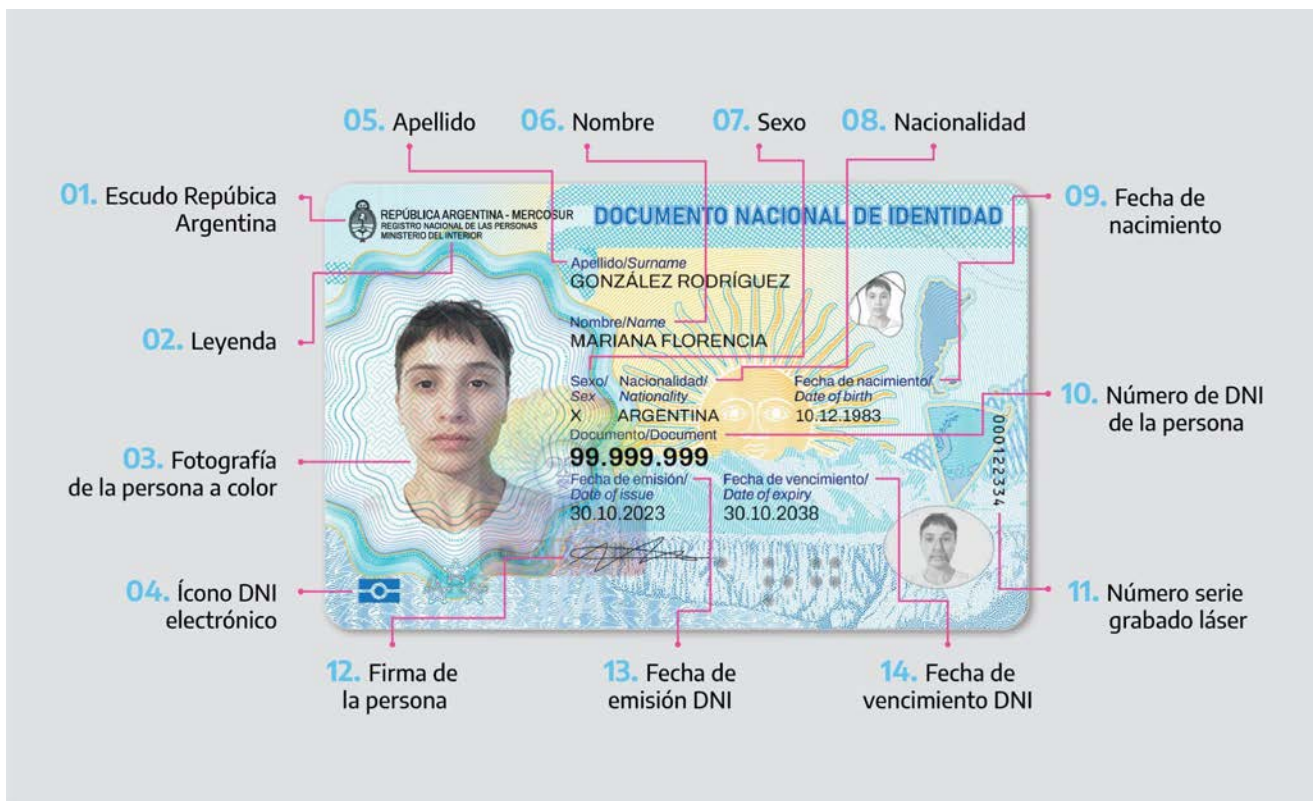 05. Apellido
06. Nombre
07. Sexo
08. Nacionalidad
01. Escudo Repúbica
Argentina
09. Fecha de
nacimiento
02. Leyenda
03. Fotografía
de la persona a color
04. Ícono DNI
electrónico
10. Número de DNI
de la persona
11. Número serie
grabado láser
12. Firma de
la persona
13. Fecha de
emisión DNI
14. Fecha de
vencimiento DNI
REPÚBLICA ARGENTINA - MERCOSUR
REGISTRO NACIONAL DE LAS PERSONAS
MINISTERIO DEL INTERIOR
DOCUMENTO NACIONAL DE IDENTIDAD
Apellido/Surname
GONZÁLEZ RODRÍGUEZ
Nombre/Name
MARIANA FLORENCIA
Sexo/ Nacionalidad/ Fecha de nacimiento/
Sex Nationality Date of birth
X ARGENTINA 10.12.1983
Documento/Document
99.999.999
Fecha de emisión/ Fecha de vencimiento/
Date of issue Date of expiry
30.10.2023 30.10.2038
000122334